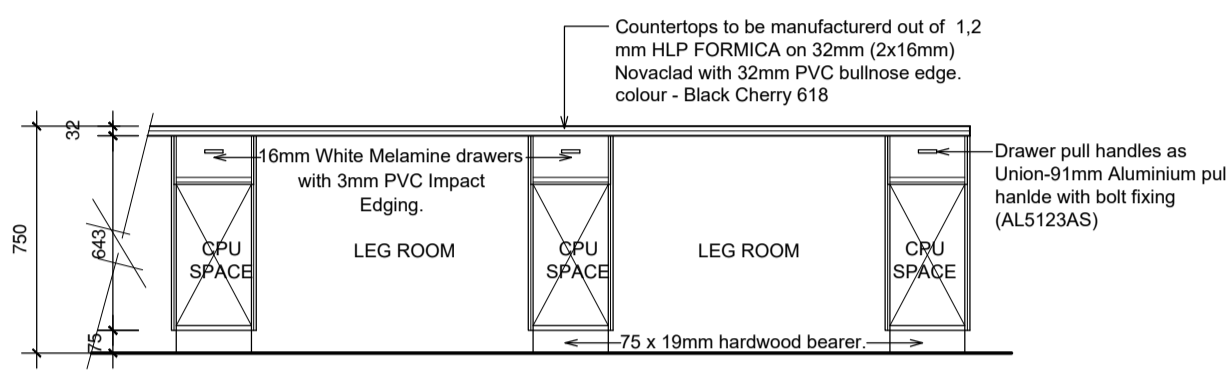 Countertops to be manufacturerd out of 1,2
mm HLP FORMICA on 32mm (2x16mm)
Novaclad with 32mm PVC bullnose edge.
colour - Black Cherry 618
32
16mm White Melamine drawers
with 3mm PVC Impact
Edging.
Drawer pull handles as
Union-91mm Aluminium pul
hanlde with bolt fixing
(AL5123AS)
750
643
CPU
SPACE
LEG ROOM
CPU
SPACE
LEG ROOM
CPU
SPACE
75
75 x 19mm hardwood bearer.